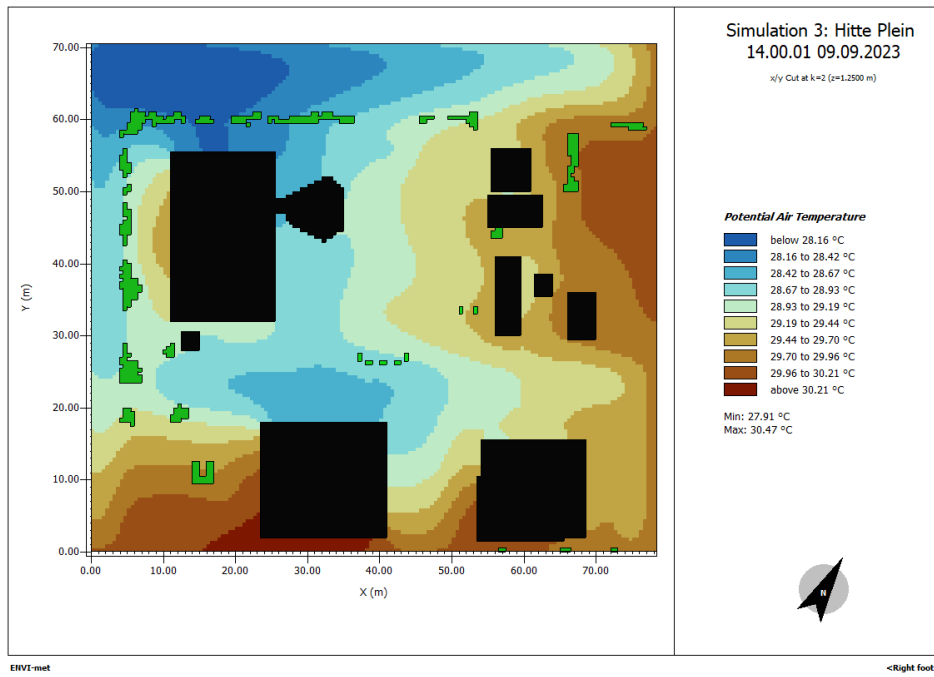 Simulation 3: Hitte Plein
14.00.01 09.09.2023
x/y Cut at k=2 (z=1.2500 m)
70.00
60.00
50.00
40.00
30.00
20.00
10.00
0.00
Y (m)
0.00 10.00 20.00 30.00 40.00 50.00 60.00 70.00
X (m)
Potential Air Temperature
below 28.16 °C
28.16 to 28.42 °C
28.42 to 28.67 °C
28.67 to 28.93 °C
28.93 to 29.19 °C
29.19 to 29.44 °C
29.44 to 29.70 °C
29.70 to 29.96 °C
29.96 to 30.21 °C
above 30.21 °C
Min: 27.91 °C
Max: 30.47 °C
N
ENVI-met
<Right foot